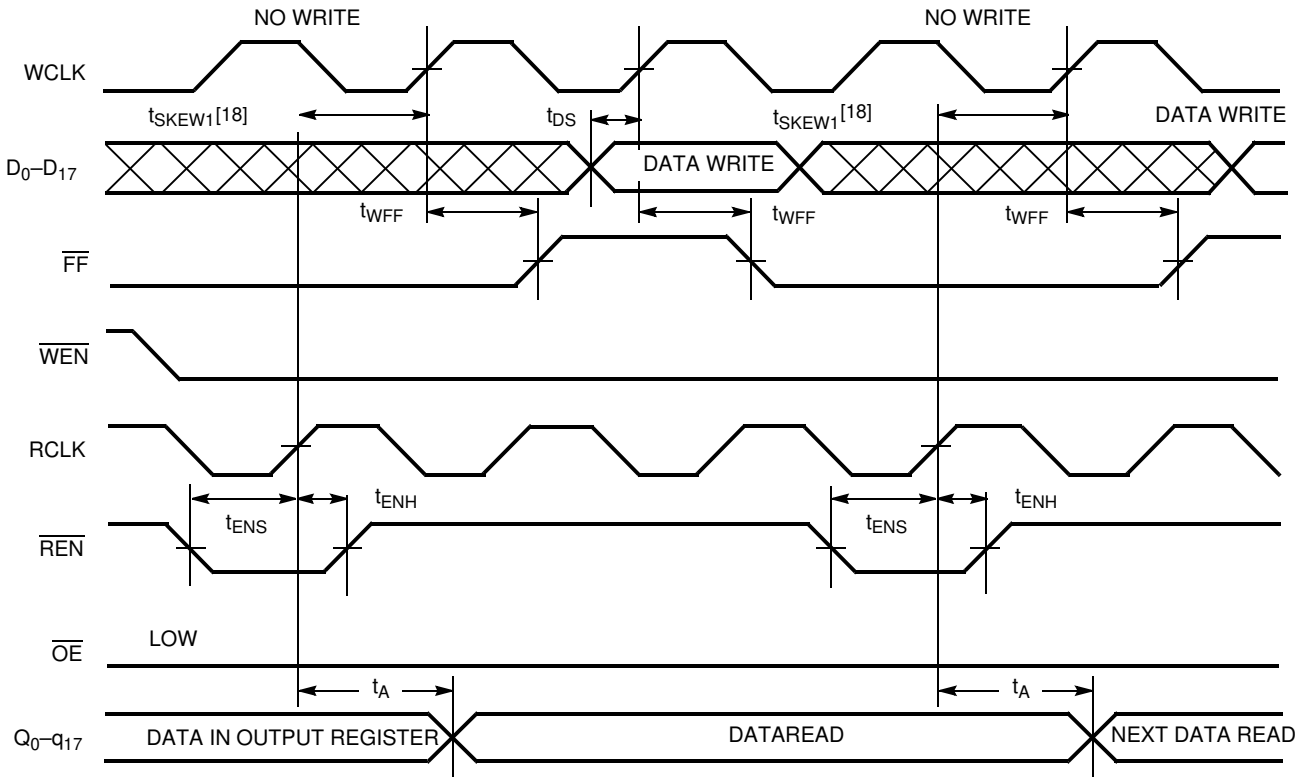 NO WRITE NO WRITE
WCLK
tSKEW1[18] tDS tSKEW1[18] DATA WRITE
D0–D17 DATA WRITE
tWFF tWFF tWFF
FF
WEN
RCLK
tENS tENH tENS tENH
REN
OE LOW
tA tA
Q0–q17 DATA IN OUTPUT REGISTER DATAREAD NEXT DATA READ